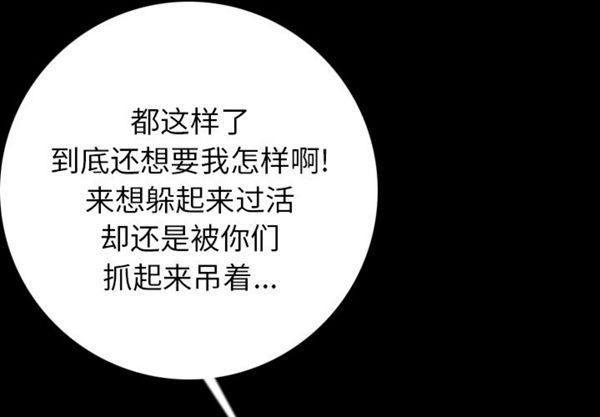 都这样了
到底还想要我怎样啊!
来想躲起来过活
却还是被你们
抓起来吊着...